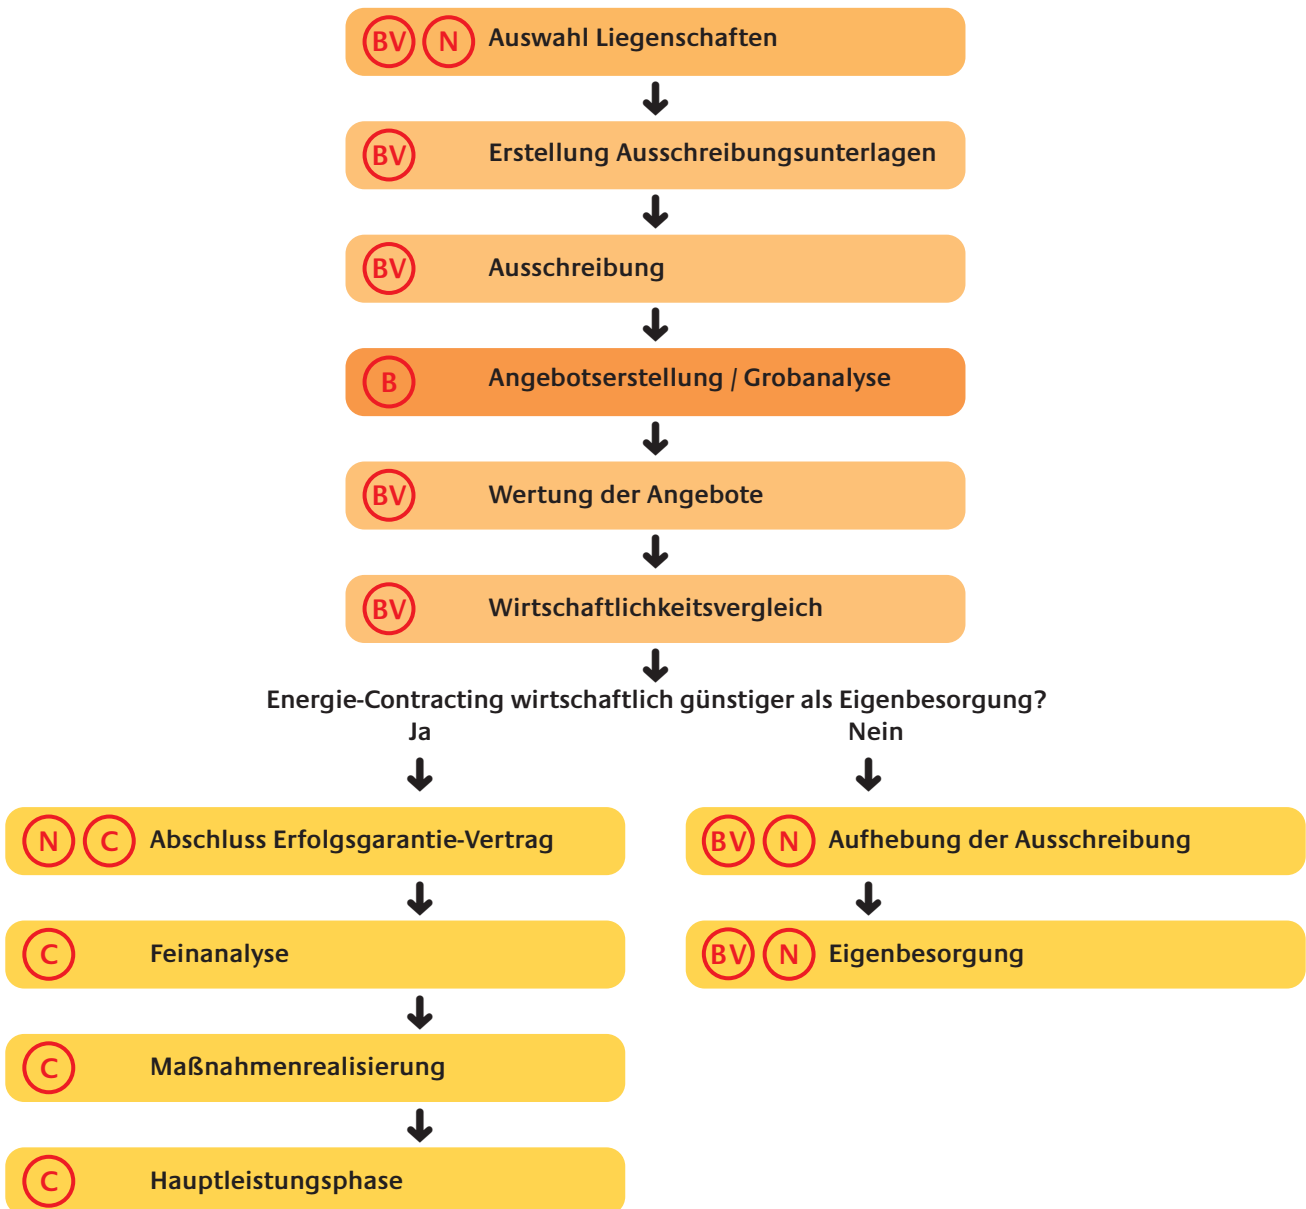 BV N Auswahl Liegenschaften
BV Erstellung Ausschreibungsunterlagen
BV Ausschreibung
B Angebotserstellung / Grobanalyse
BV Wertung der Angebote
BV Wirtschaftlichkeitsvergleich
Energie-Contracting wirtschaftlich günstiger als Eigenbesorgung?
Ja
Nein
N C Abschluss Erfolgsgarantie-Vertrag
C Feinanalyse
C Maßnahmenrealisierung
C Hauptleistungsphase
BV N Aufhebung der Ausschreibung
BV N Eigenbesorgung